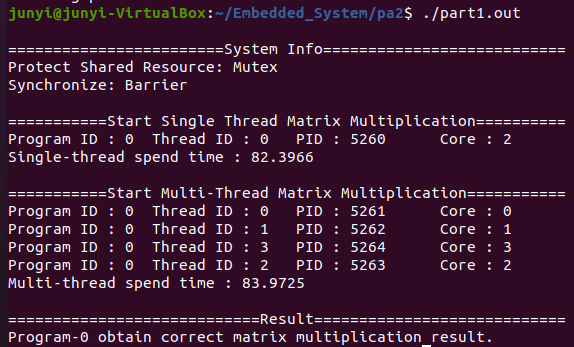 junyi@junyi-VirtualBox:~/Embedded_System/pa2$ ./part1.out
========================System Info===========================
Protect Shared Resource: Mutex
Synchronize: Barrier
===========Start Single Thread Matrix Multiplication==========
Program ID : 0  Thread ID : 0   PID : 5260      Core : 2
Single-thread spend time : 82.3966
===========Start Multi-Thread Matrix Multiplication===========
Program ID : 0  Thread ID : 0   PID : 5261      Core : 0
Program ID : 0  Thread ID : 1   PID : 5262      Core : 1
Program ID : 0  Thread ID : 3   PID : 5264      Core : 3
Program ID : 0  Thread ID : 2   PID : 5263      Core : 2
Multi-thread spend time : 83.9725
============================Result============================
Program-0 obtain correct matrix multiplication result.